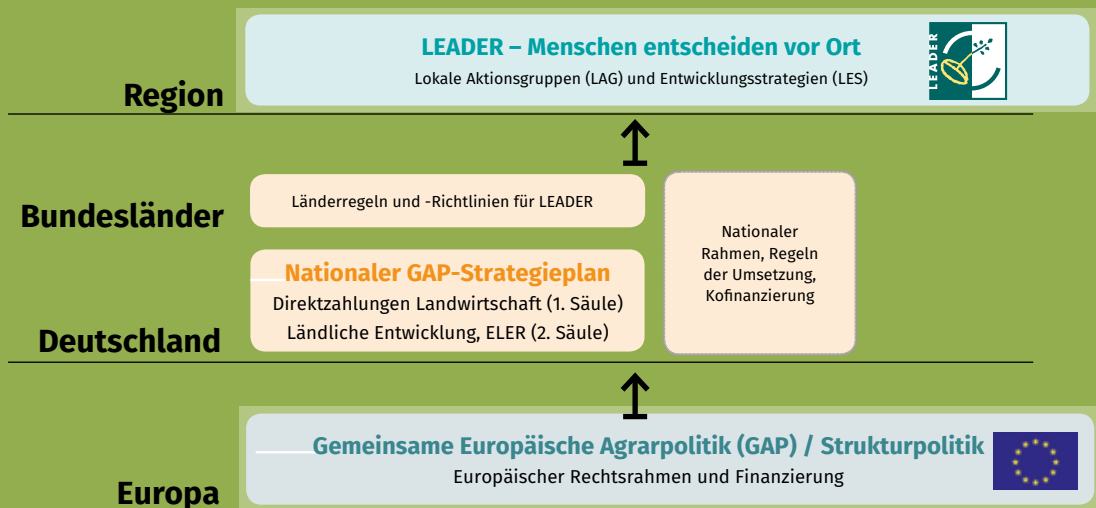 LEADER – Menschen entscheiden vor Ort
Lokale Aktionsgruppen (LAG) und Entwicklungsstrategien (LES)
LEADER
Region
Länderregeln und -Richtlinien für LEADER
Bundesländer
Nationaler
Rahmen, Regeln
der Umsetzung,
Kofinanzierung
Nationaler GAP-Strategieplan
Direktzahlungen Landwirtschaft (1. Säule)
Ländliche Entwicklung, ELER (2. Säule)
Deutschland
Gemeinsame Europäische Agrarpolitik (GAP) / Strukturpolitik
Europäischer Rechtsrahmen und Finanzierung
Europa